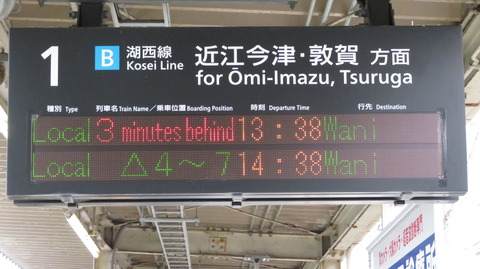 1 B 湖西線 近江今津・敦賀 方面
Kosei Line for Ōmi-Imazu, Tsuruga
種別 Type 列車名 Train Name／乗車位置 Boarding Position 時刻 Departure Time 行先 Destination
Local 3 minutes behind 13:38 Wani
Local △4～7 14:38 Wani